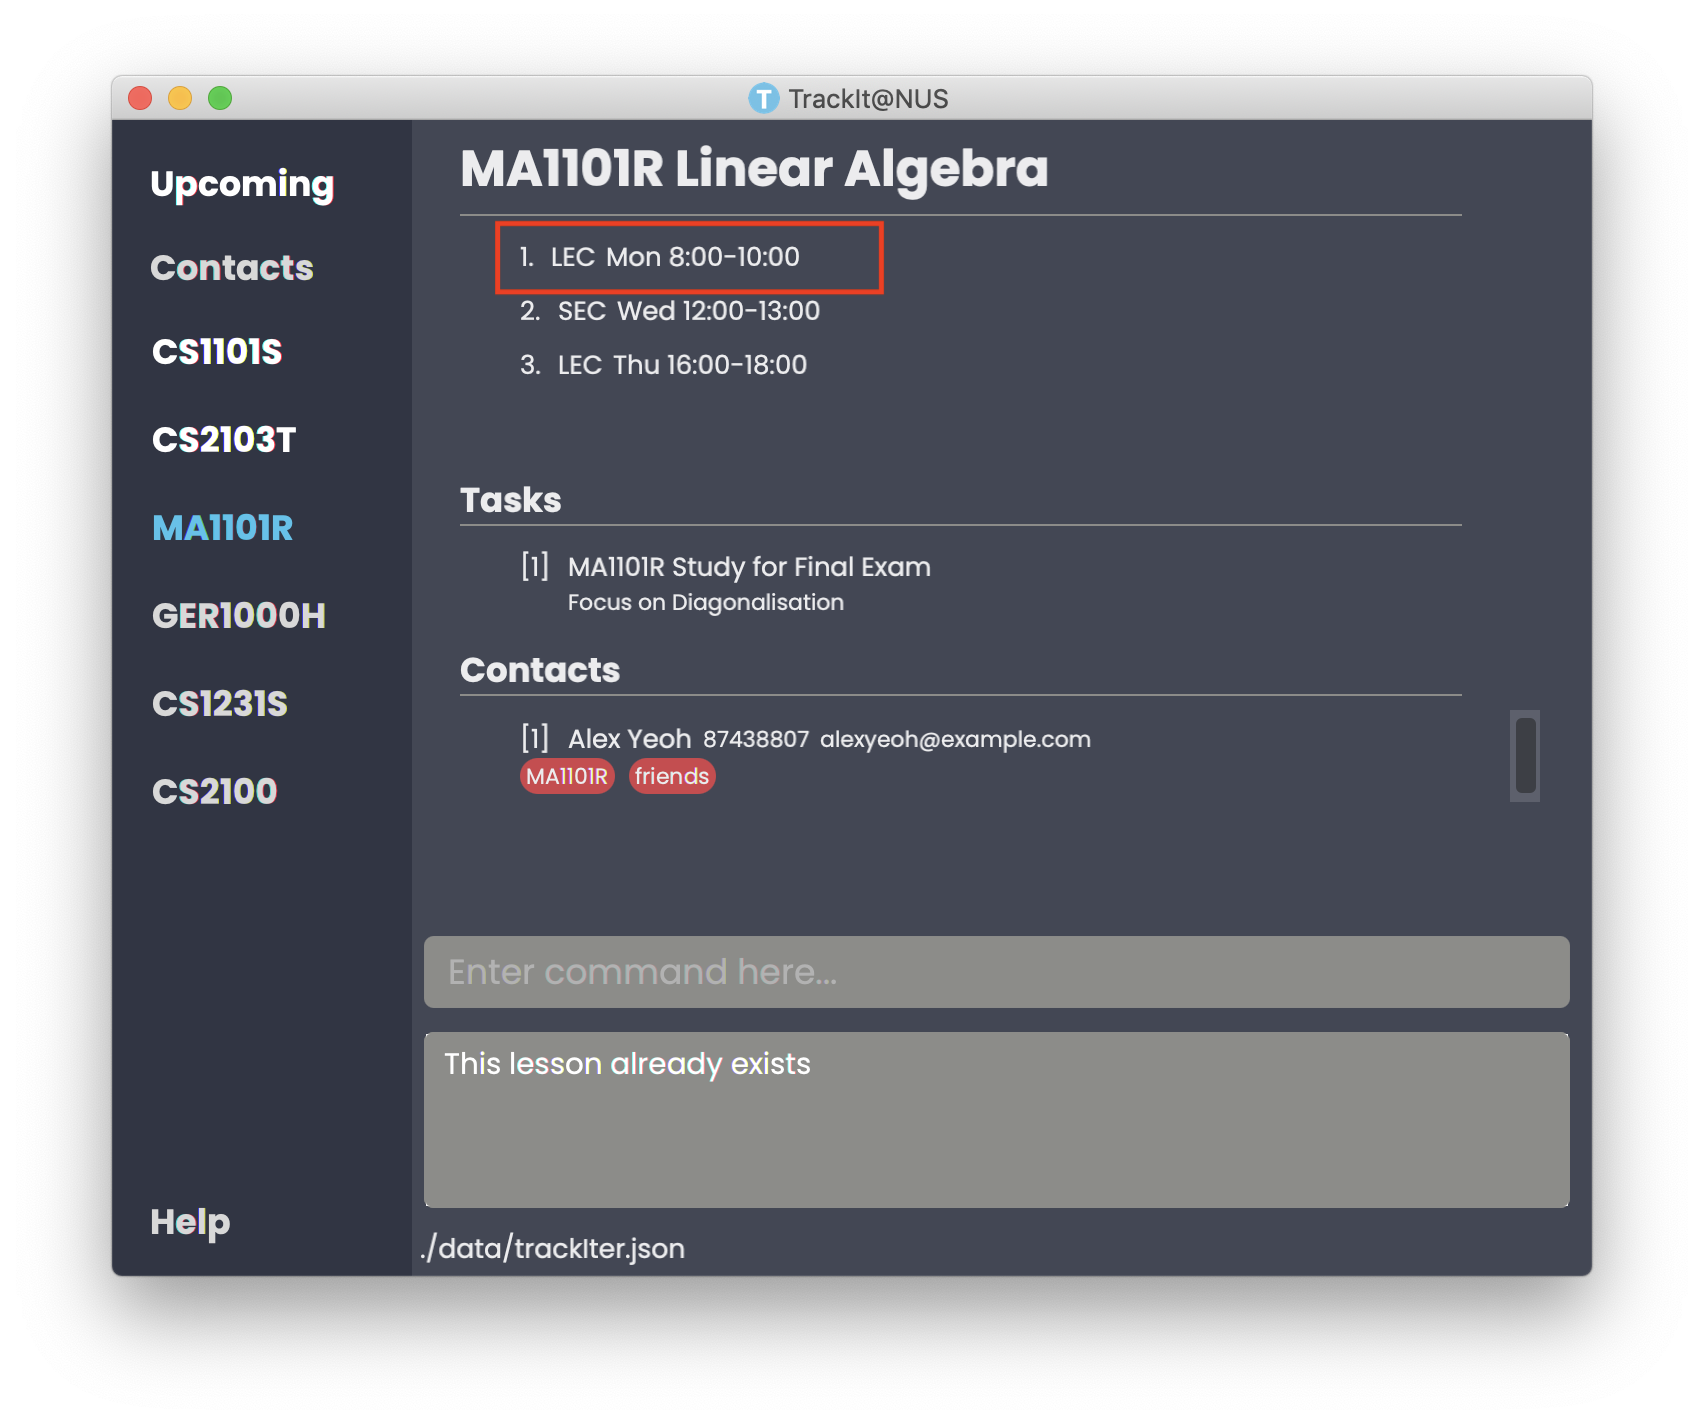 T TrackIt@NUS
Upcoming
Contacts
CS1101S
CS2103T
MA1101R
GER1000H
CS1231S
CS2100
Help
MA1101R Linear Algebra
1. LEC Mon 8:00-10:00
2. SEC Wed 12:00-13:00
3. LEC Thu 16:00-18:00
Tasks
[1] MA1101R Study for Final Exam
Focus on Diagonalisation
Contacts
[1] Alex Yeoh 87438807 alexyeoh@example.com
MA1101R friends
Enter command here...
This lesson already exists
./data/trackIter.json